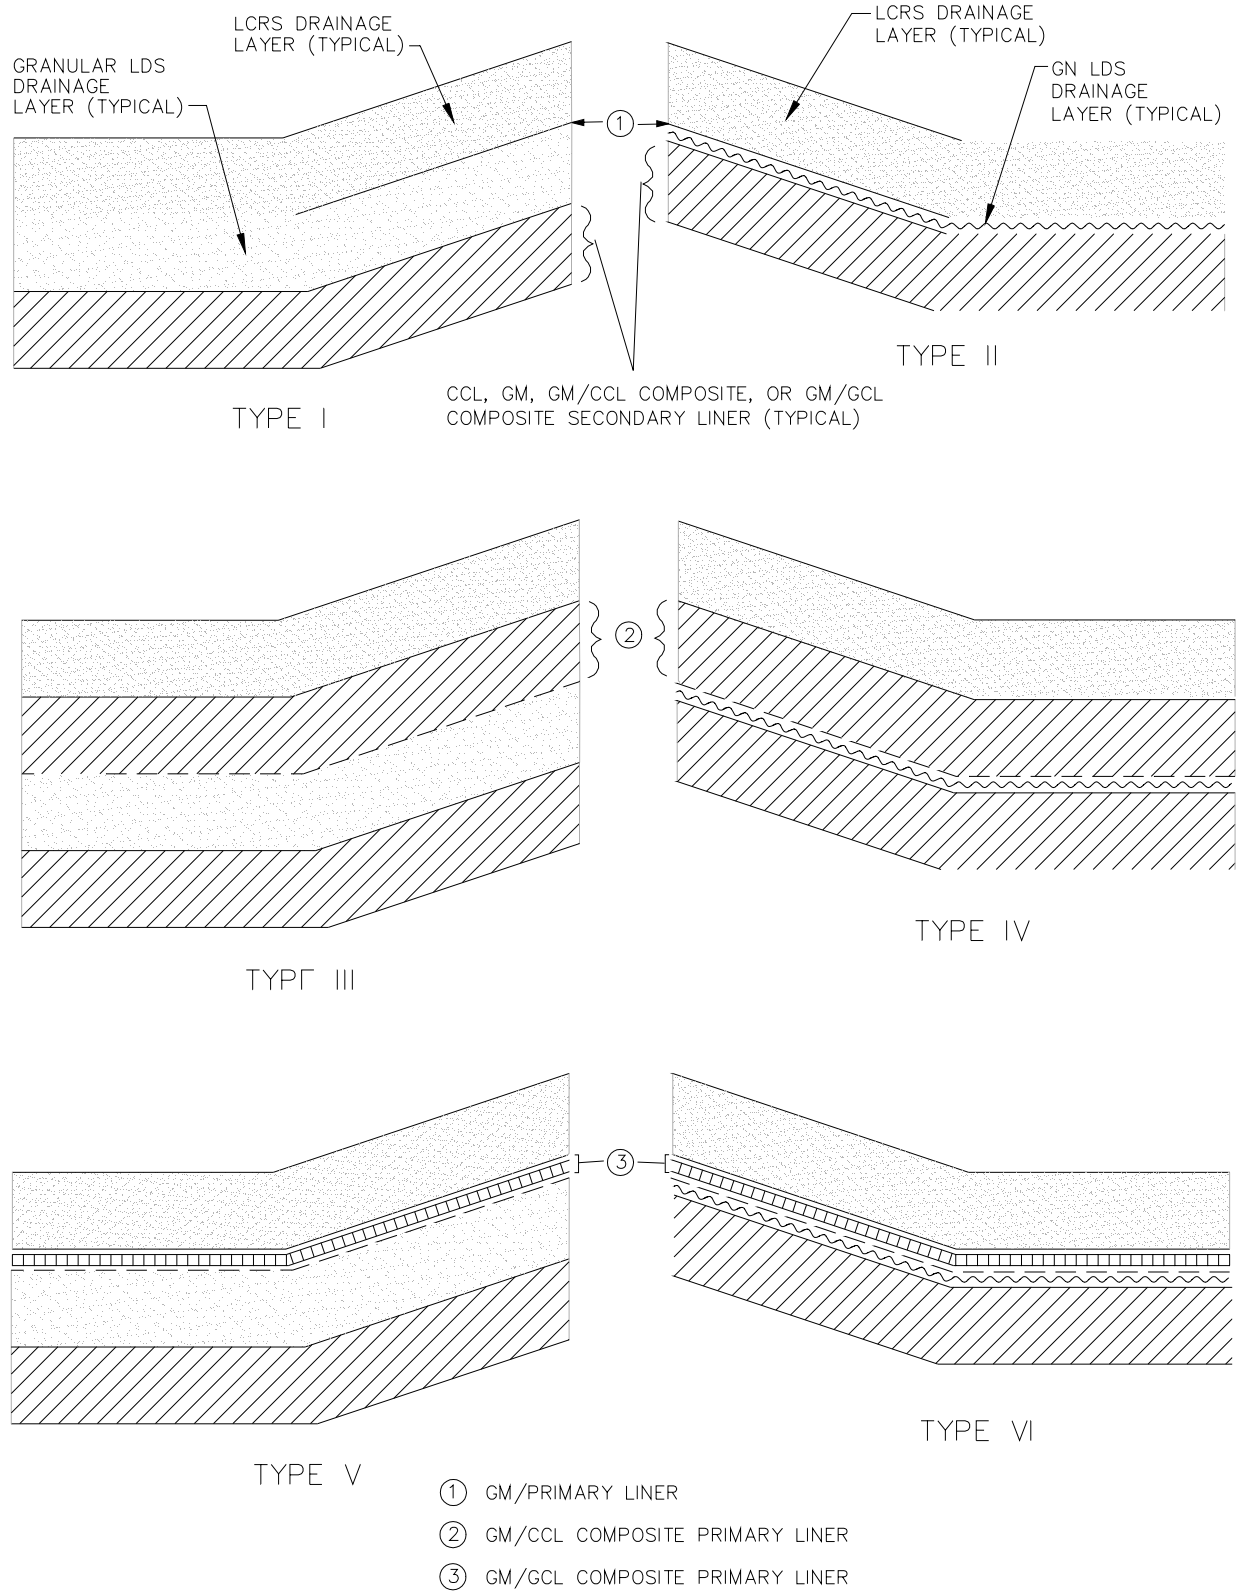 LCRS DRAINAGE
LAYER (TYPICAL)
GRANULAR LDS
DRAINAGE
LAYER (TYPICAL)
LCRS DRAINAGE
LAYER (TYPICAL)
GN LDS
DRAINAGE
LAYER (TYPICAL)
1
TYPE I
TYPE II
CCL, GM, GM/CCL COMPOSITE, OR GM/GCL
COMPOSITE SECONDARY LINER (TYPICAL)
2
TYPE III
TYPE IV
3
TYPE V
TYPE VI
1 GM/PRIMARY LINER
2 GM/CCL COMPOSITE PRIMARY LINER
3 GM/GCL COMPOSITE PRIMARY LINER